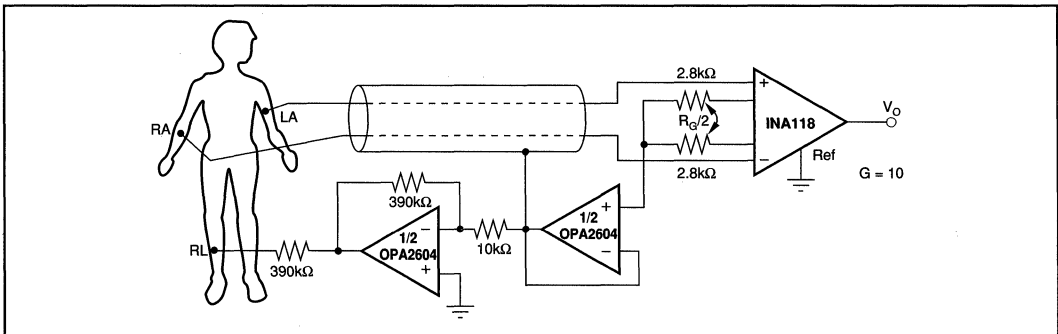 2.8kΩ
LA
RA
R_G/2
INA118
V_O
Ref
G = 10
2.8kΩ
390kΩ
1/2
OPA2604
10kΩ
1/2
OPA2604
RL
390kΩ
+
−
−
+
+
−